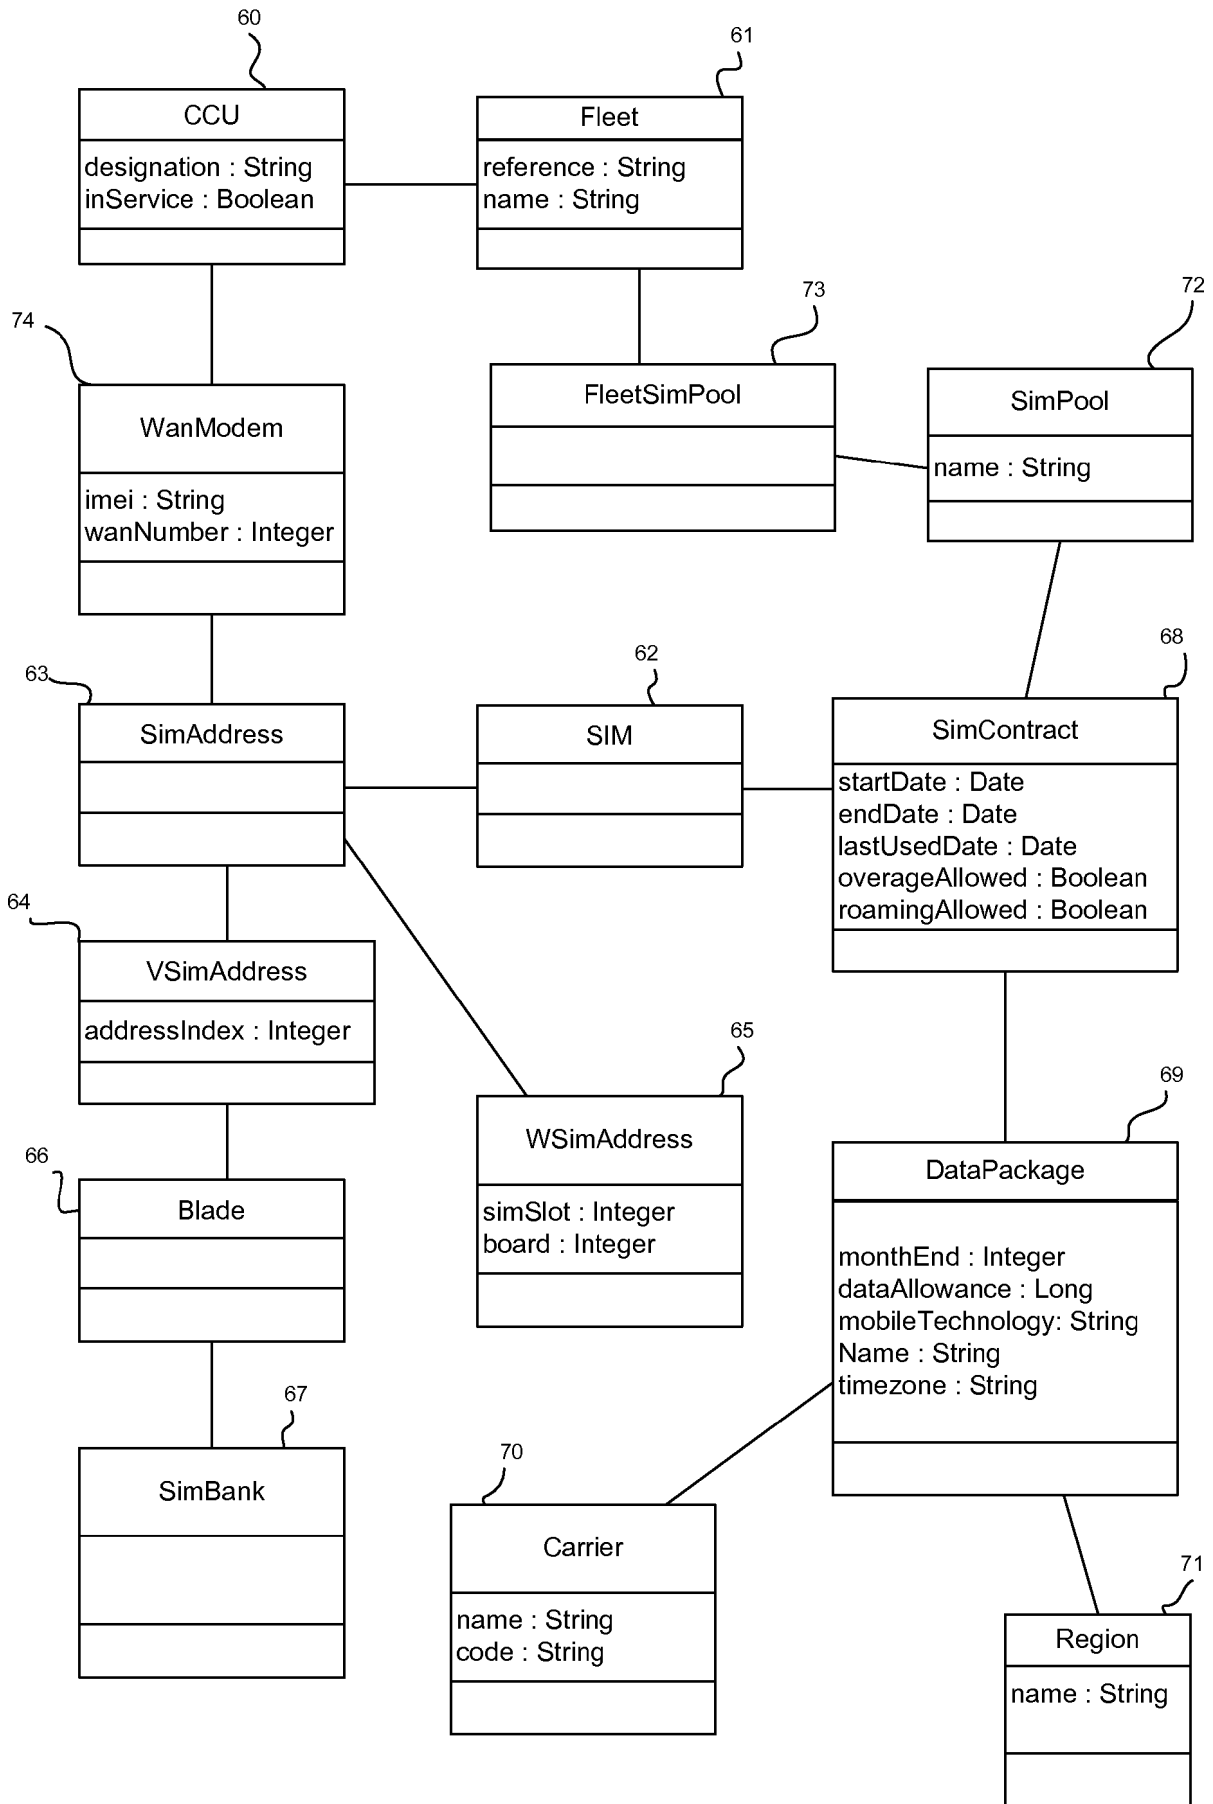 60
61
CCU
designation : String
inService : Boolean
Fleet
reference : String
name : String
74
73
72
WanModem
imei : String
wanNumber : Integer
FleetSimPool
SimPool
name : String
63
62
68
SimAddress
SIM
SimContract
startDate : Date
endDate : Date
lastUsedDate : Date
overageAllowed : Boolean
roamingAllowed : Boolean
64
VSimAddress
addressIndex : Integer
65
WSimAddress
simSlot : Integer
board : Integer
69
DataPackage
monthEnd : Integer
dataAllowance : Long
mobileTechnology: String
Name : String
timezone : String
66
Blade
67
SimBank
70
Carrier
name : String
code : String
71
Region
name : String